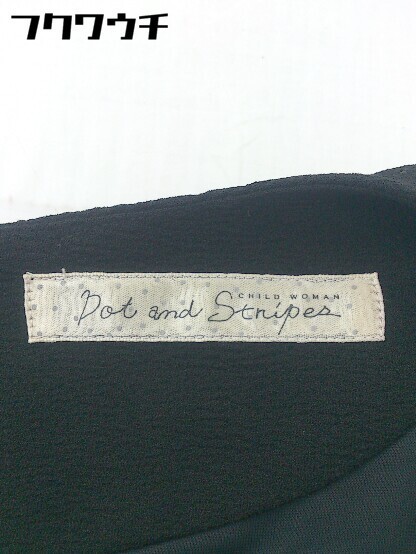 フクワウチ
CHILD WOMAN
Dot and Stripes